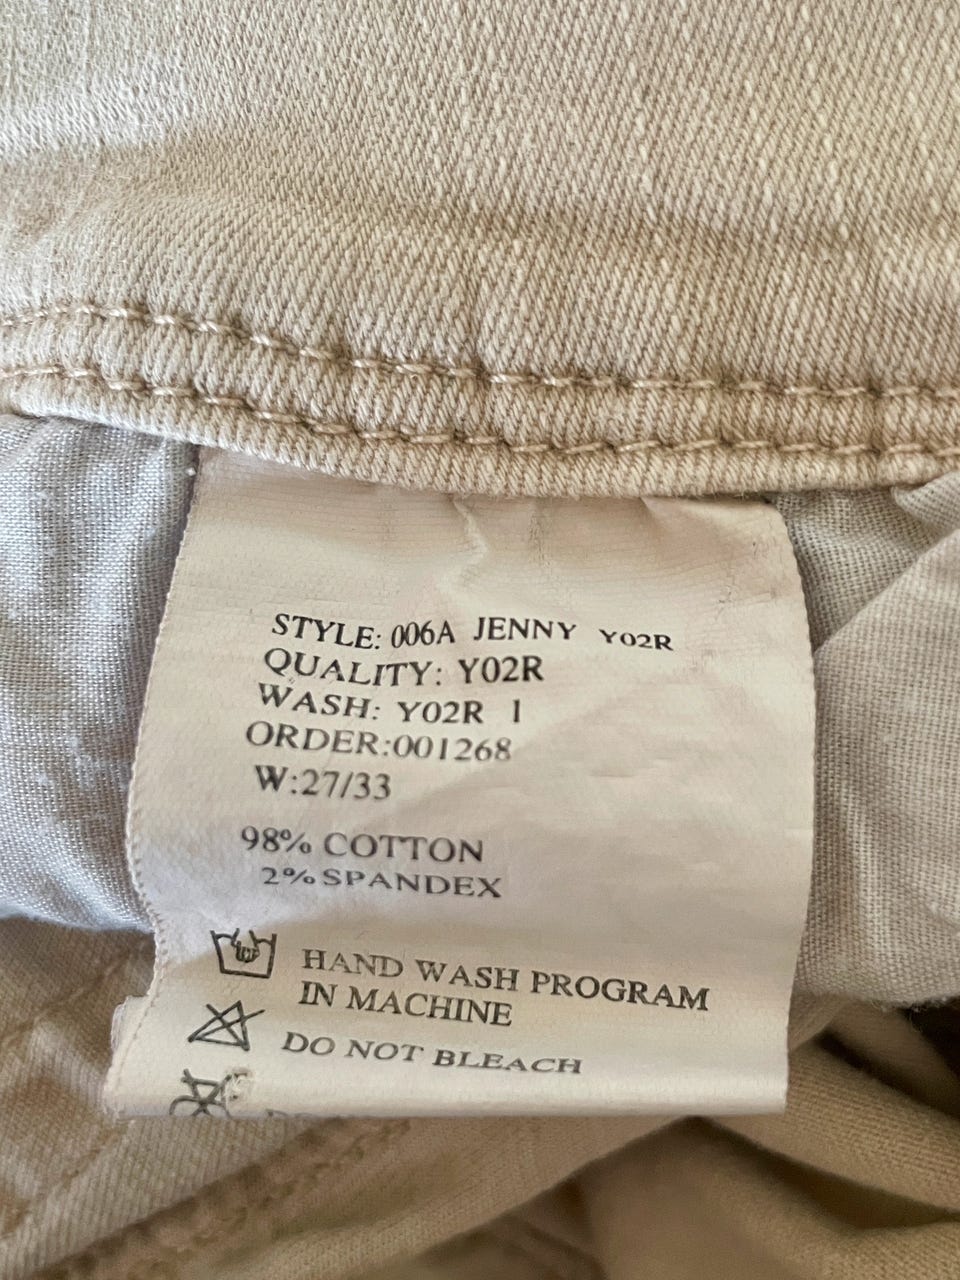 STYLE: 006A JENNY Y02R
QUALITY: Y02R
WASH: Y02R 1
ORDER:001268
W:27/33
98% COTTON
2% SPANDEX
HAND WASH PROGRAM
IN MACHINE
DO NOT BLEACH